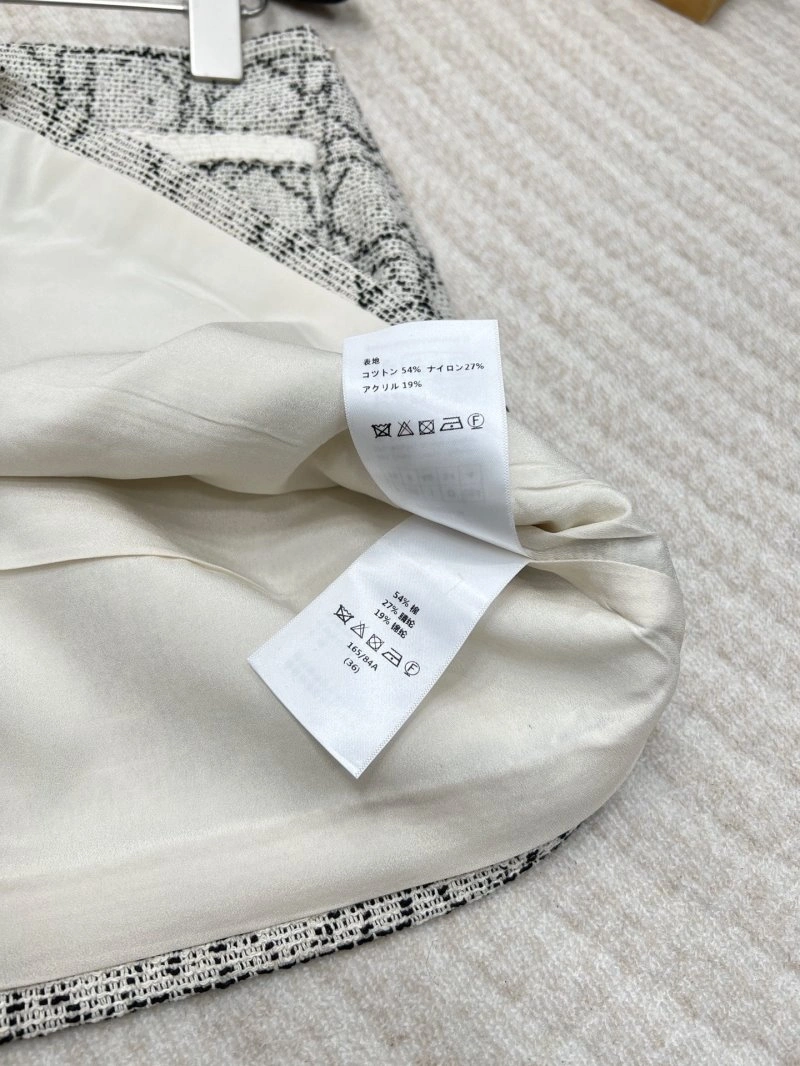 表地
コットン 54% ナイロン27%
アクリル 19%
F
54% 棉
27% 腈纶
19% 锦纶
F
165/84A
(36)